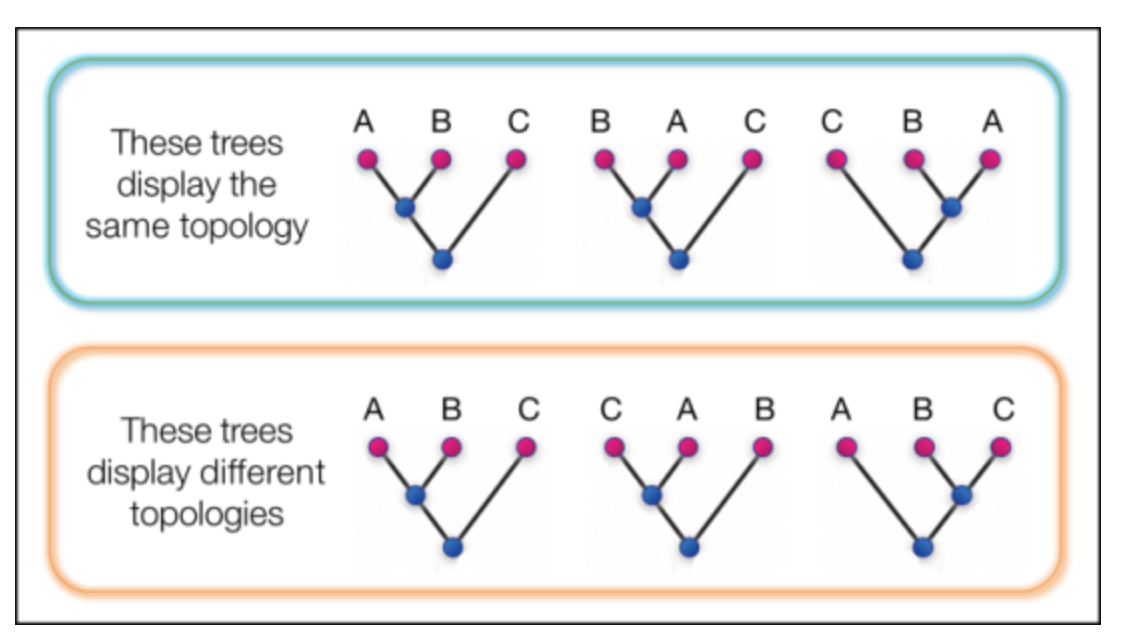 These trees
display the
same topology
A B C
B A C
C B A
These trees
display different
topologies
A B C
C A B
A B C